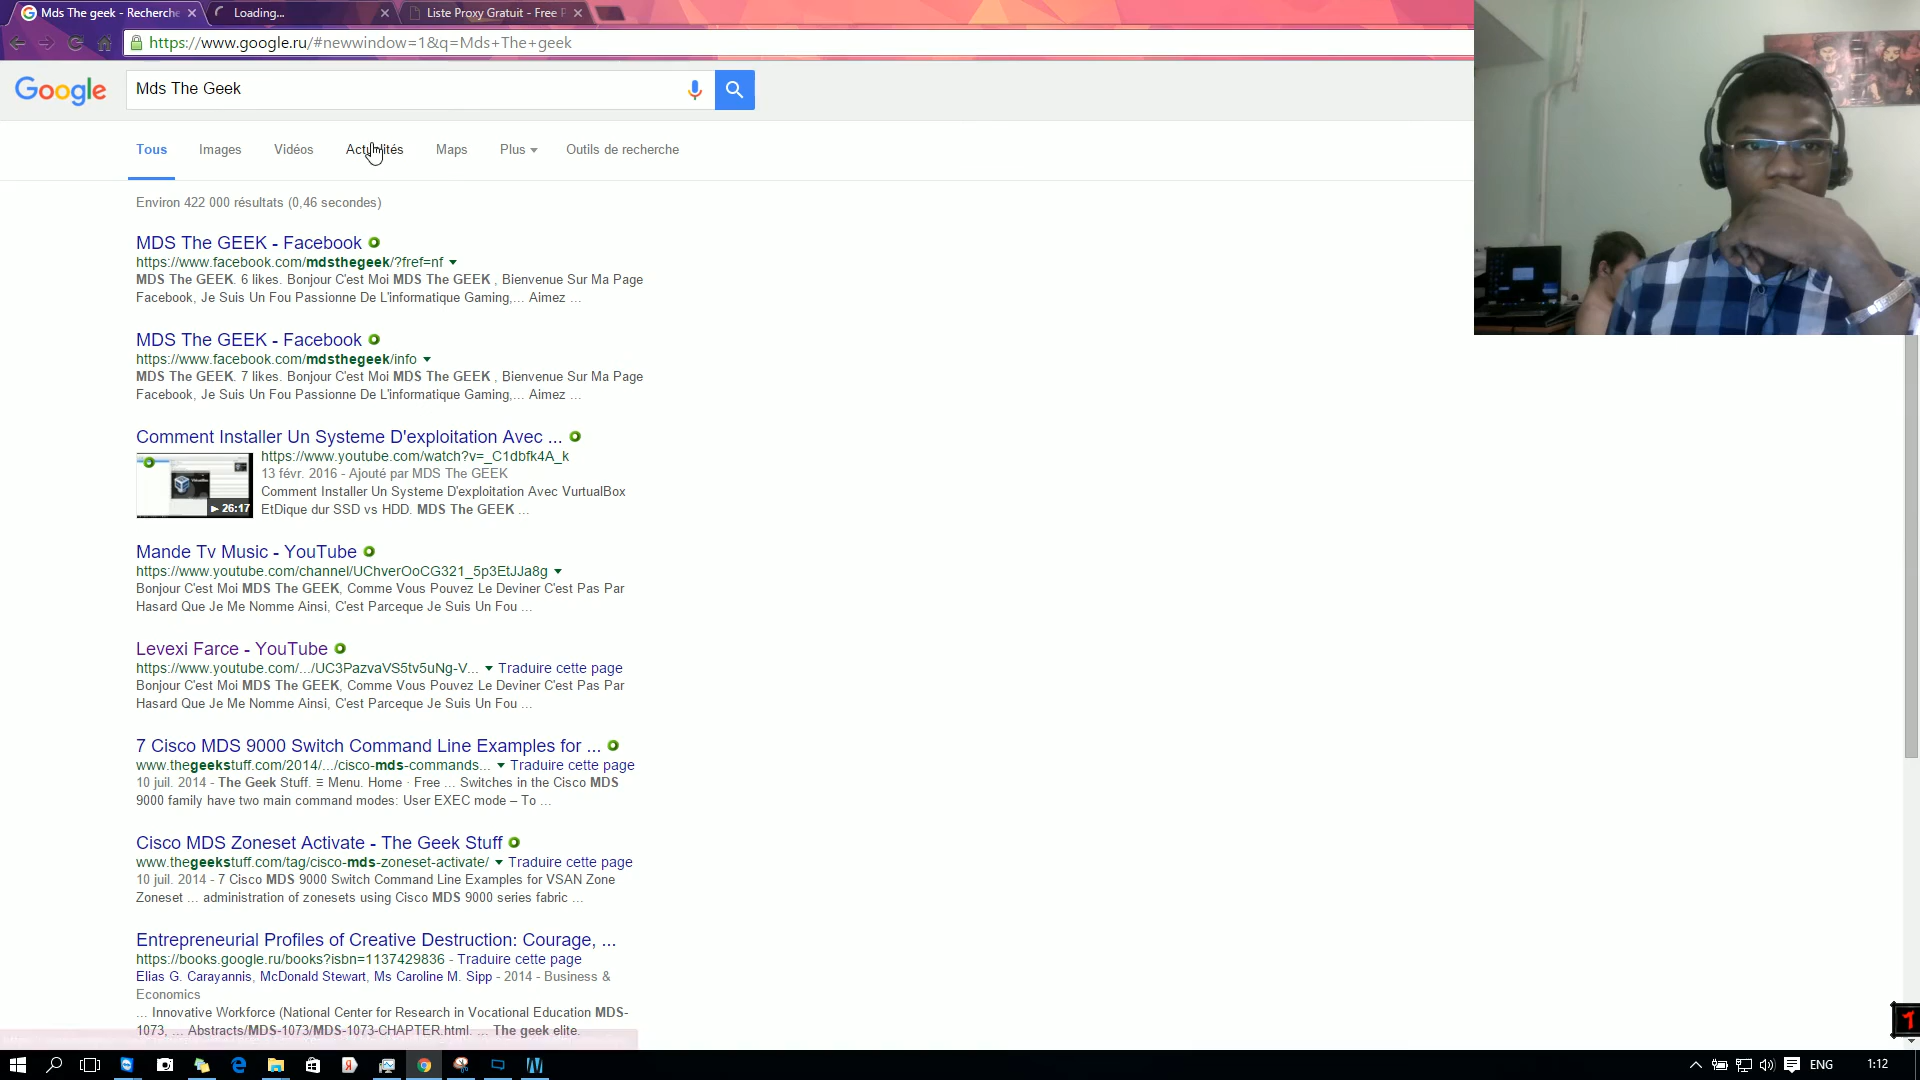 Mds The geek - Recherche
Loading...
Liste Proxy Gratuit - Free P
https://www.google.ru/#newwindow=1&q=Mds+The+geek
Google
Mds The Geek
Tous
Images
Vidéos
Actualités
Maps
Plus
Outils de recherche
Environ 422 000 résultats (0,46 secondes)
MDS The GEEK - Facebook
https://www.facebook.com/mdsthegeek/?fref=nf
MDS The GEEK. 6 likes. Bonjour C'est Moi MDS The GEEK , Bienvenue Sur Ma Page
Facebook, Je Suis Un Fou Passionne De L'informatique Gaming,... Aimez ...
MDS The GEEK - Facebook
https://www.facebook.com/mdsthegeek/info
MDS The GEEK. 7 likes. Bonjour C'est Moi MDS The GEEK , Bienvenue Sur Ma Page
Facebook, Je Suis Un Fou Passionne De L'informatique Gaming,... Aimez ...
Comment Installer Un Systeme D'exploitation Avec ...
https://www.youtube.com/watch?v=_C1dbfk4A_k
13 févr. 2016 - Ajouté par MDS The GEEK
Comment Installer Un Systeme D'exploitation Avec VurtualBox
EtDique dur SSD vs HDD. MDS The GEEK ...
26:17
Mande Tv Music - YouTube
https://www.youtube.com/channel/UChverOoCG321_5p3EtJJa8g
Bonjour C'est Moi MDS The GEEK, Comme Vous Pouvez Le Deviner C'est Pas Par
Hasard Que Je Me Nomme Ainsi, C'est Parceque Je Suis Un Fou ...
Levexi Farce - YouTube
https://www.youtube.com/.../UC3PazvaVS5tv5uNg-V... Traduire cette page
Bonjour C'est Moi MDS The GEEK, Comme Vous Pouvez Le Deviner C'est Pas Par
Hasard Que Je Me Nomme Ainsi, C'est Parceque Je Suis Un Fou ...
7 Cisco MDS 9000 Switch Command Line Examples for ...
www.thegeekstuff.com/2014/.../cisco-mds-commands... Traduire cette page
10 juil. 2014 - The Geek Stuff. ≡ Menu. Home · Free ... Switches in the Cisco MDS
9000 family have two main command modes: User EXEC mode – To ...
Cisco MDS Zoneset Activate - The Geek Stuff
www.thegeekstuff.com/tag/cisco-mds-zoneset-activate/ Traduire cette page
10 juil. 2014 - 7 Cisco MDS 9000 Switch Command Line Examples for VSAN Zone
Zoneset ... administration of zonesets using Cisco MDS 9000 series fabric ...
Entrepreneurial Profiles of Creative Destruction: Courage, ...
https://books.google.ru/books?isbn=1137429836 - Traduire cette page
Elias G. Carayannis, McDonald Stewart, Ms Caroline M. Sipp - 2014 - Business &
Economics
... Innovative Workforce (National Center for Research in Vocational Education MDS-
1073, ... Abstracts/MDS-1073/MDS-1073-CHAPTER.html. ... The geek elite.
ENG
1:12